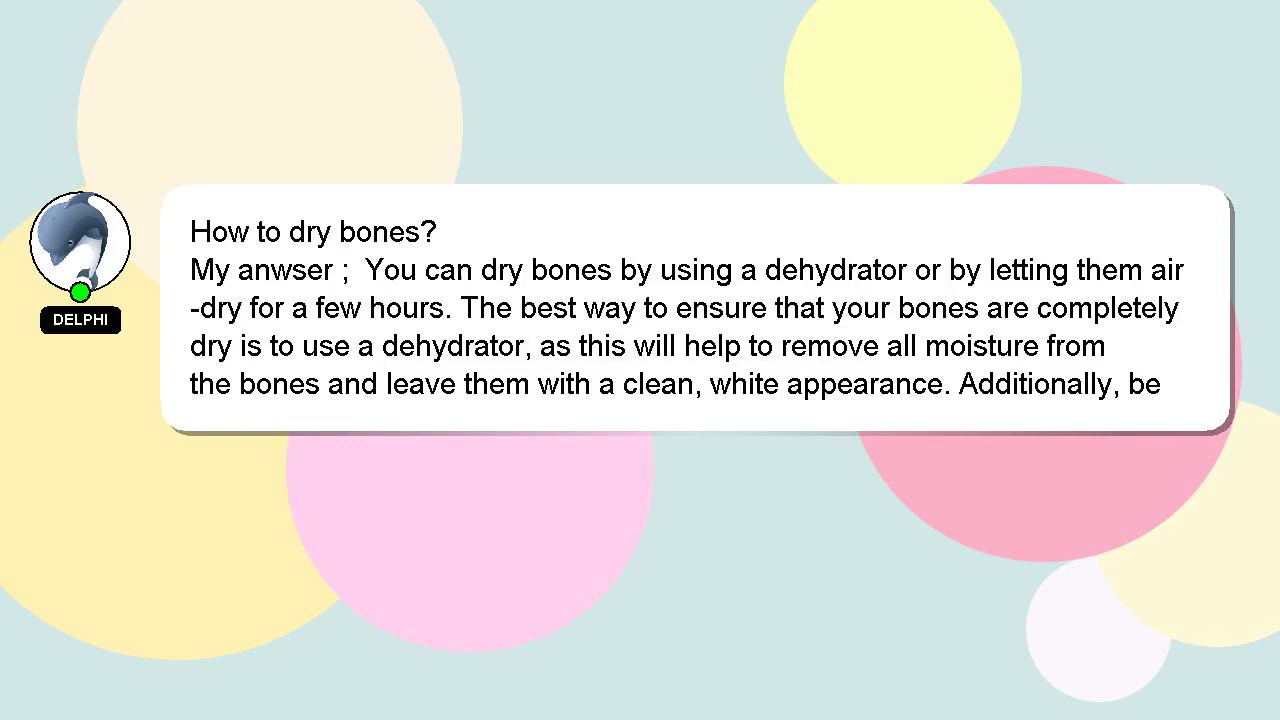 How to dry bones?
My anwser ;  You can dry bones by using a dehydrator or by letting them air
-dry for a few hours. The best way to ensure that your bones are completely
dry is to use a dehydrator, as this will help to remove all moisture from
the bones and leave them with a clean, white appearance. Additionally, be
DELPHI